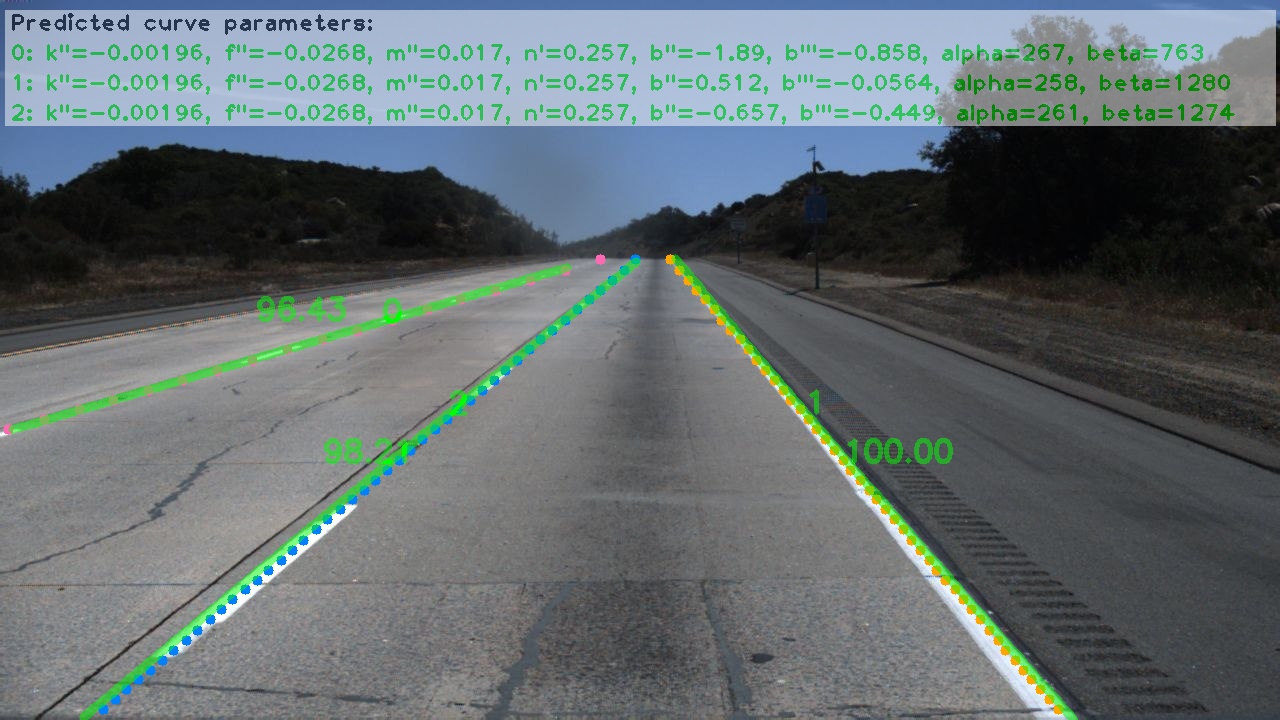 Predicted curve parameters:
0: k''=-0.00196, f''=-0.0268, m''=0.017, n'=0.257, b''=-1.89, b'''=-0.858, alpha=267, beta=763
1: k''=-0.00196, f''=-0.0268, m''=0.017, n'=0.257, b''=0.512, b'''=-0.0564, alpha=258, beta=1280
2: k''=-0.00196, f''=-0.0268, m''=0.017, n'=0.257, b''=-0.657, b'''=-0.449, alpha=261, beta=1274
96.43 0
2 1
100.00